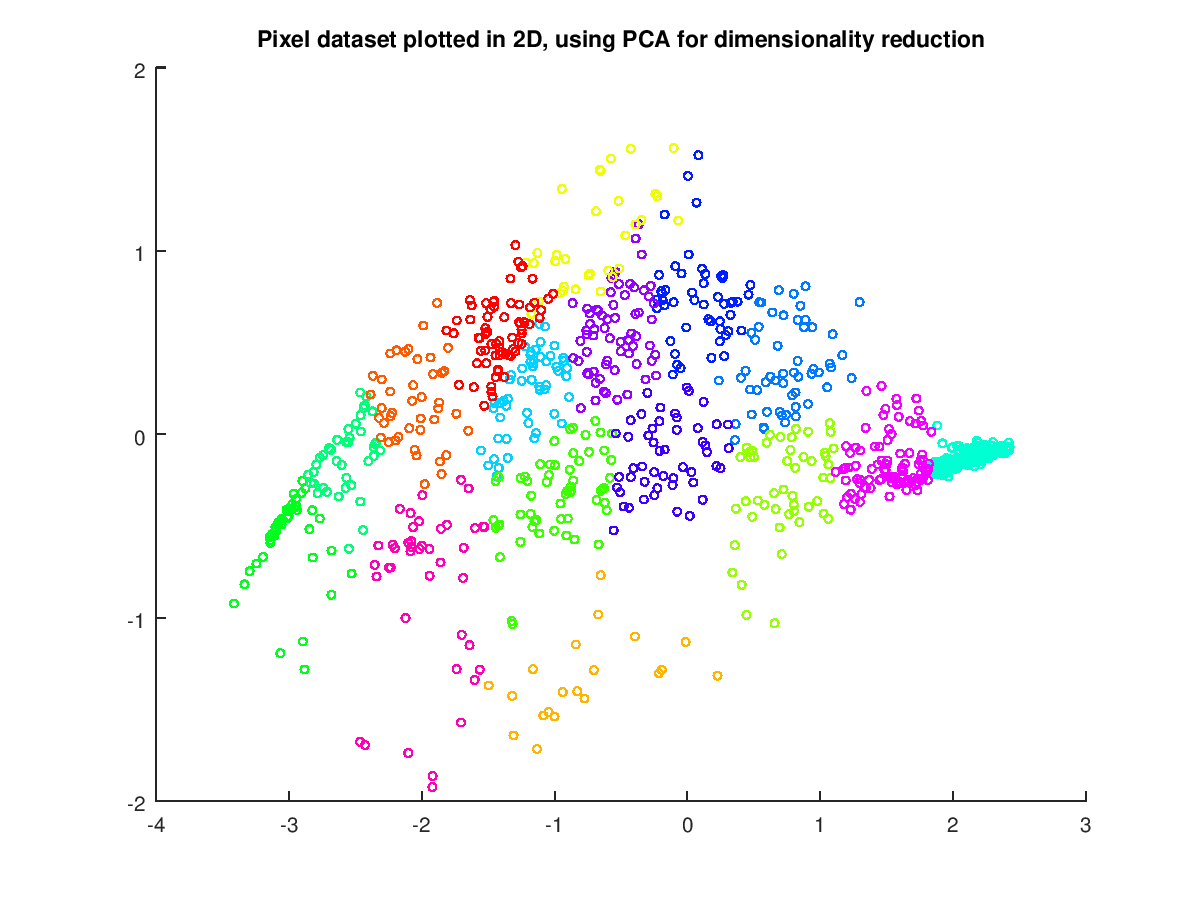 Pixel dataset plotted in 2D, using PCA for dimensionality reduction
2
1
0
-1
-2
-4 -3 -2 -1 0 1 2 3